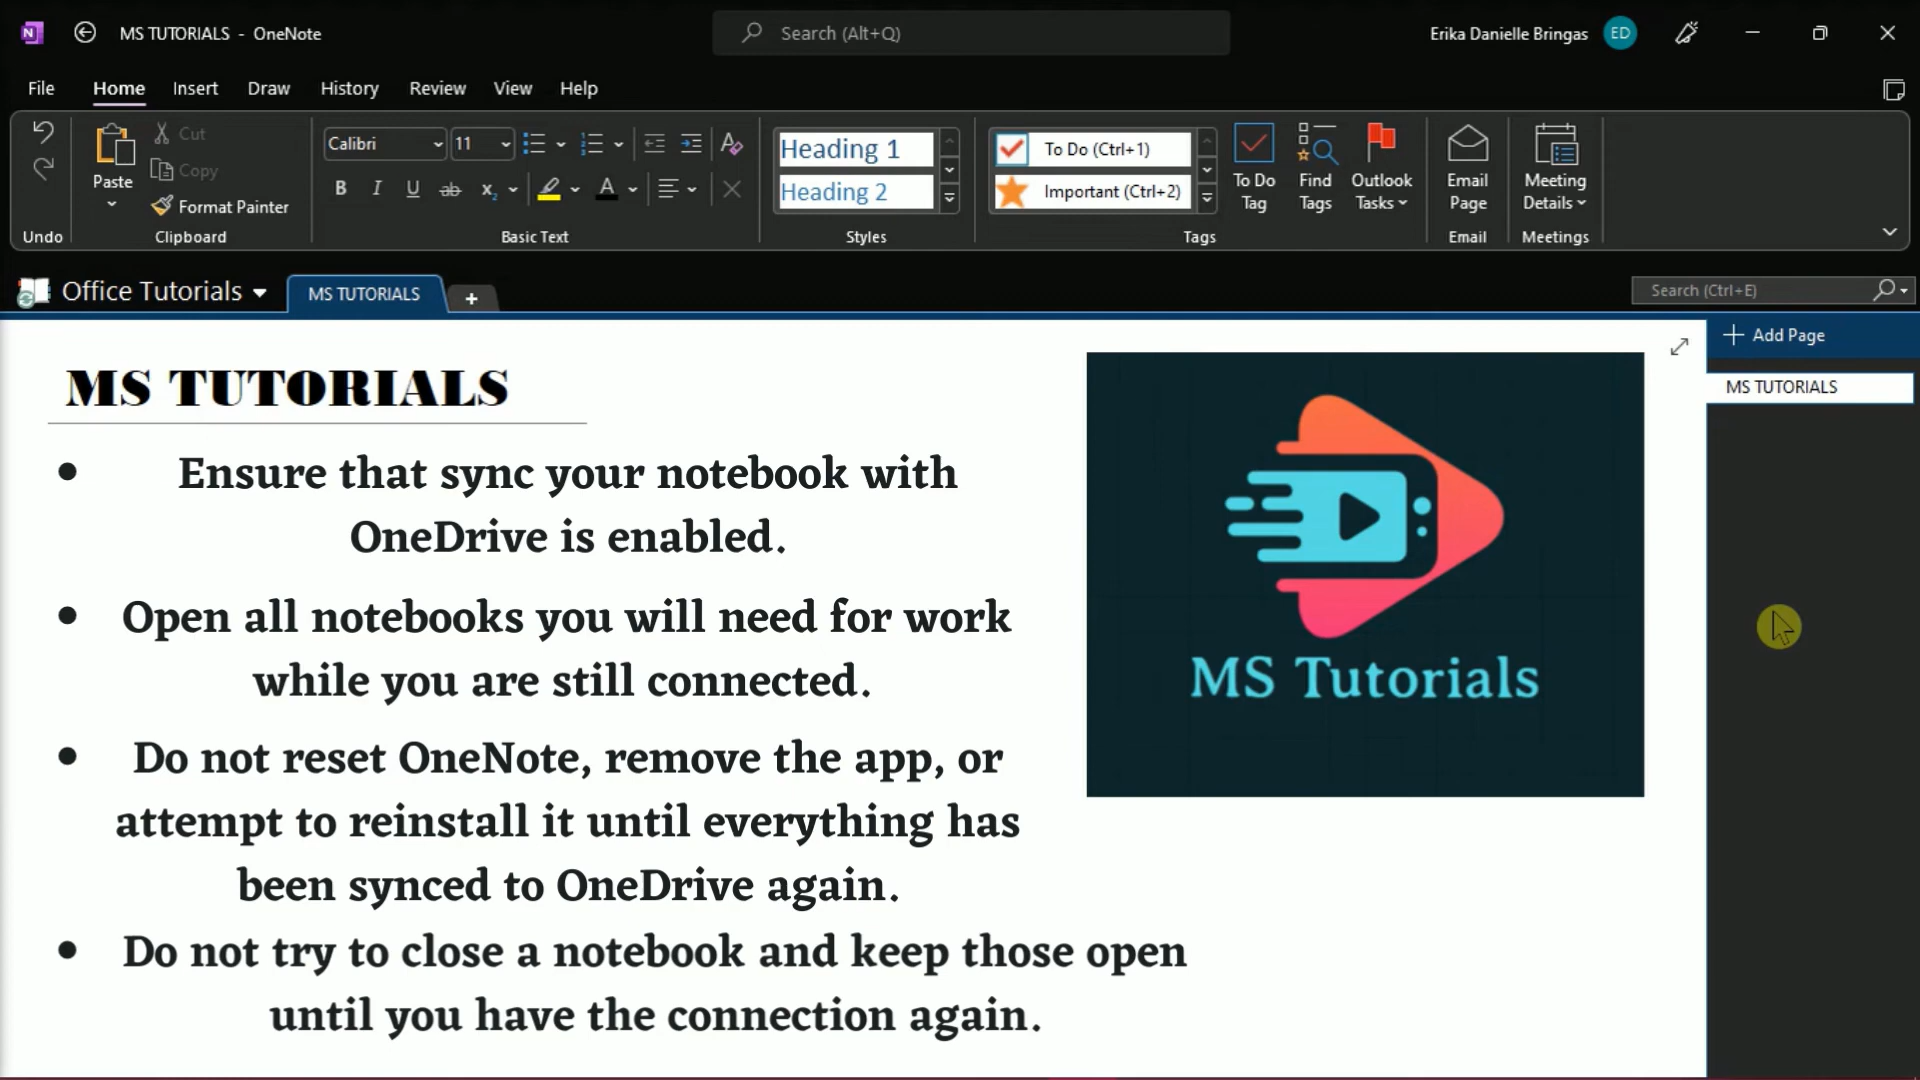 MS TUTORIALS - OneNote
Search (Alt+Q)
Erika Danielle Bringas
ED
File Home Insert Draw History Review View Help
Undo
Paste
Cut
Copy
Format Painter
Clipboard
Calibri
11
B I U ab x₂ A
Basic Text
Heading 1
Heading 2
Styles
To Do (Ctrl+1)
Important (Ctrl+2)
To Do
Tag
Find
Tags
Outlook
Tasks
Tags
Email
Page
Email
Meeting
Details
Meetings
Office Tutorials
MS TUTORIALS
+
Search (Ctrl+E)
Add Page
MS TUTORIALS
MS TUTORIALS
• Ensure that sync your notebook with
OneDrive is enabled.
• Open all notebooks you will need for work
while you are still connected.
• Do not reset OneNote, remove the app, or
attempt to reinstall it until everything has
been synced to OneDrive again.
• Do not try to close a notebook and keep those open
until you have the connection again.
MS Tutorials